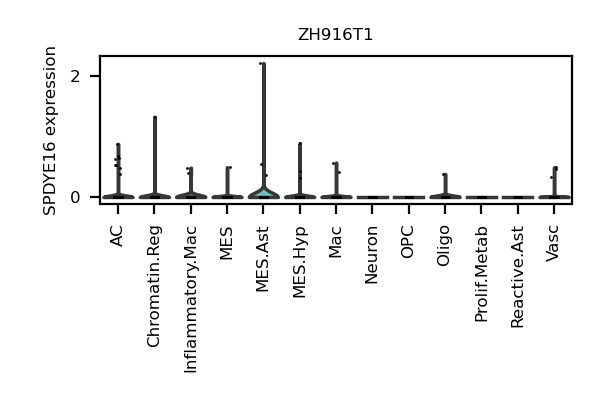 ZH916T1
SPDYE16 expression
2
0
AC
Chromatin.Reg
Inflammatory.Mac
MES
MES.Ast
MES.Hyp
Mac
Neuron
OPC
Oligo
Prolif.Metab
Reactive.Ast
Vasc